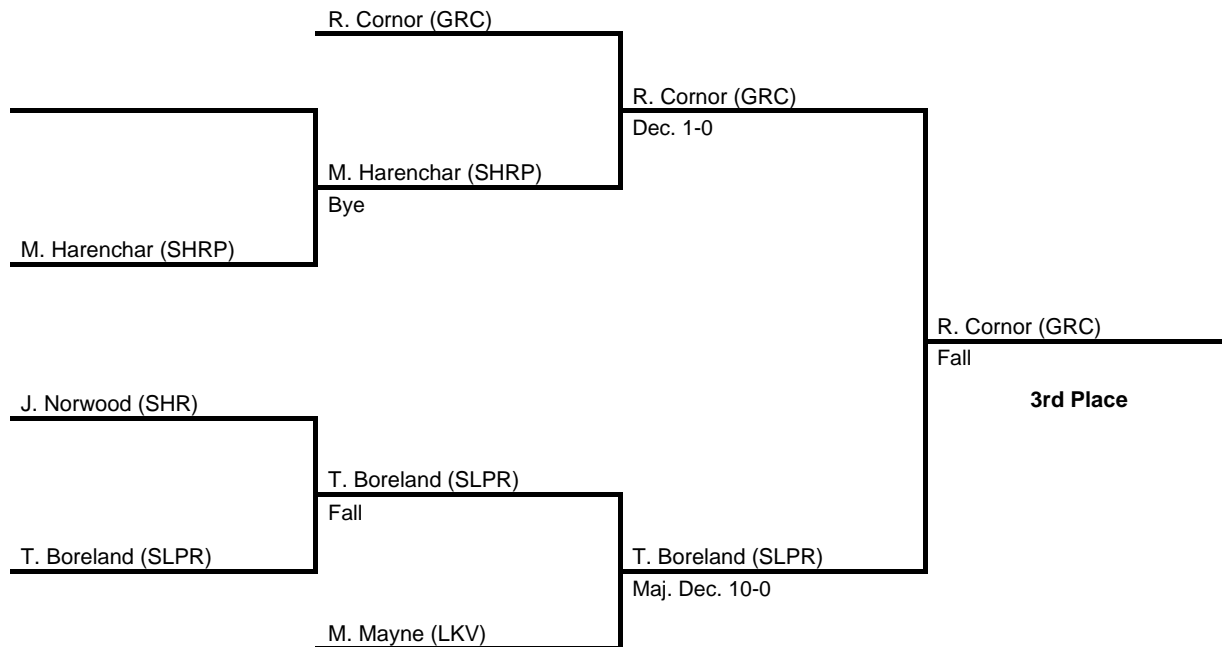 R. Cornor (GRC)
R. Cornor (GRC)
Dec. 1-0
M. Harenchar (SHRP)
Bye
M. Harenchar (SHRP)
R. Cornor (GRC)
Fall
3rd Place
J. Norwood (SHR)
T. Boreland (SLPR)
Fall
T. Boreland (SLPR)
T. Boreland (SLPR)
Maj. Dec. 10-0
M. Mayne (LKV)